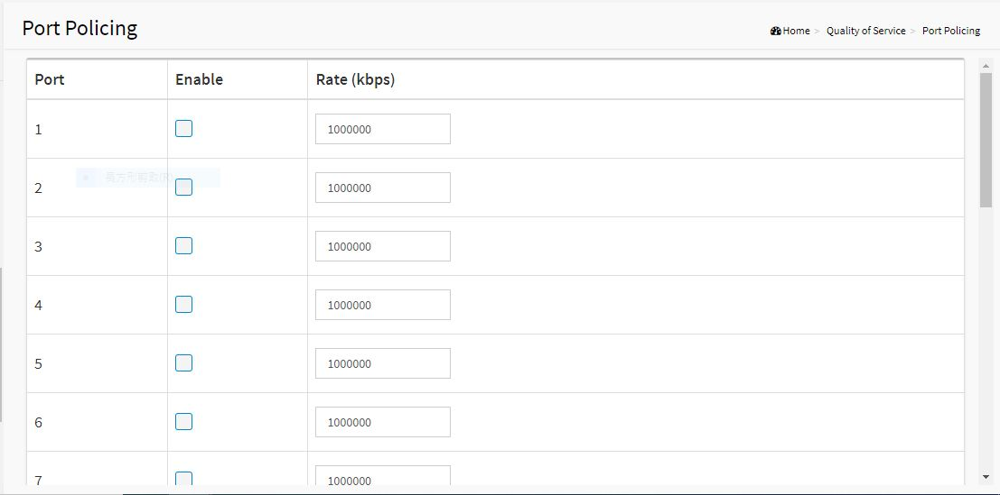 Port Policing
Home > Quality of Service > Port Policing
Port Enable Rate (kbps)
1 1000000
長方形剪取(R)
2 1000000
3 1000000
4 1000000
5 1000000
6 1000000
7 1000000